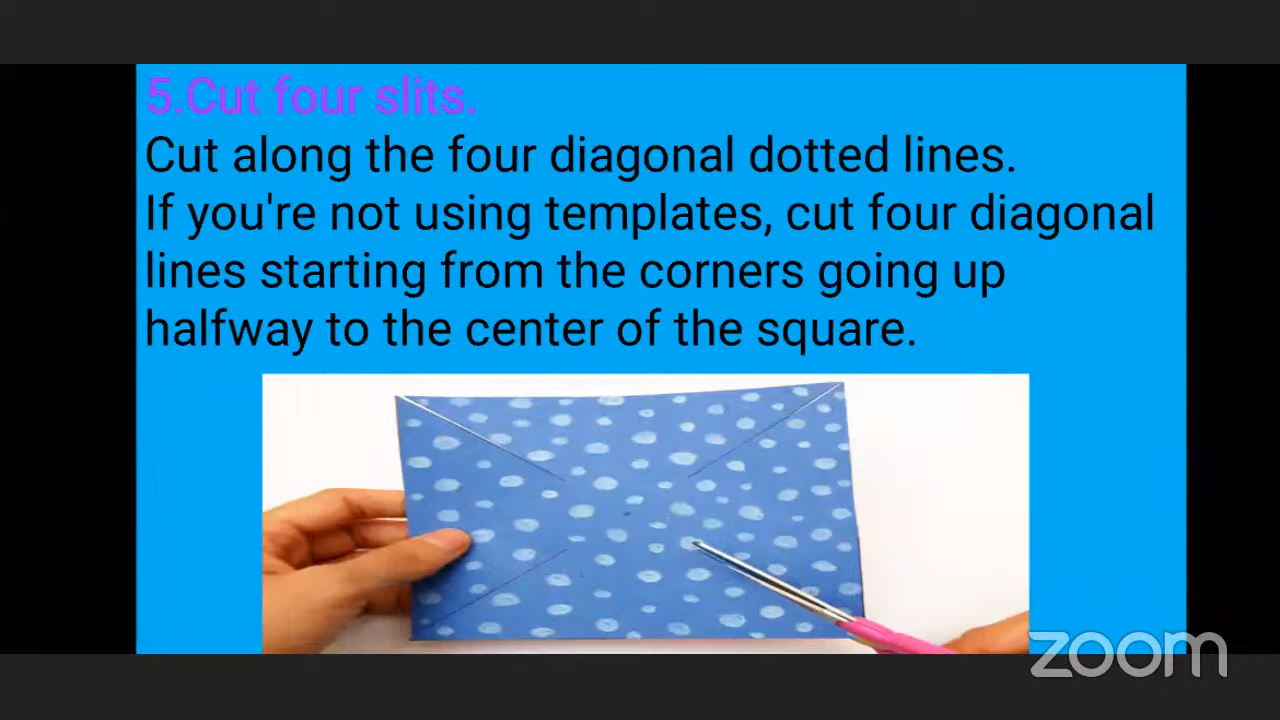 5.Cut four slits.
Cut along the four diagonal dotted lines.
If you're not using templates, cut four diagonal
lines starting from the corners going up
halfway to the center of the square.
zoom